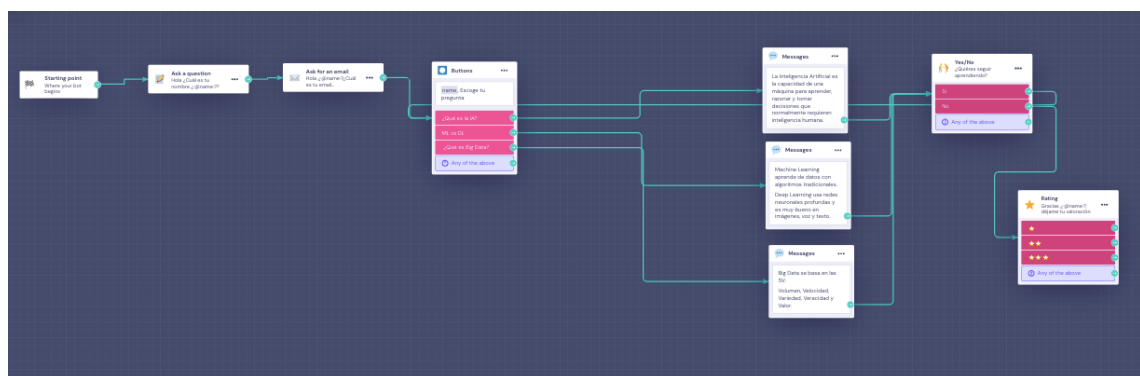 Starting point
Where your bot
begins
Ask a question
Hola ¿Cuál es tu
nombre,¿@name?
Ask for an email
Hola ¿@name?¿Cuál
es tu email..
Buttons
name, Escoge tu
pregunta
¿Qué es la IA?
ML vs DL
¿Qué es Big Data?
Any of the above
Messages
La Inteligencia Artificial es
la capacidad de una
máquina para aprender,
razonar y tomar
decisiones que
normalmente requieren
inteligencia humana.
Messages
Machine Learning
aprende de datos con
algoritmos tradicionales.
Deep Learning usa redes
neuronales profundas y
es muy bueno en
imágenes, voz y texto.
Messages
Big Data se basa en las
5V:
Volumen, Velocidad,
Variedad, Veracidad y
Valor.
Yes/No
¿Quiéres seguir
aprendiendo?
Si
No
Any of the above
Rating
Gracias ¿@name?
déjame tu valoración
Any of the above